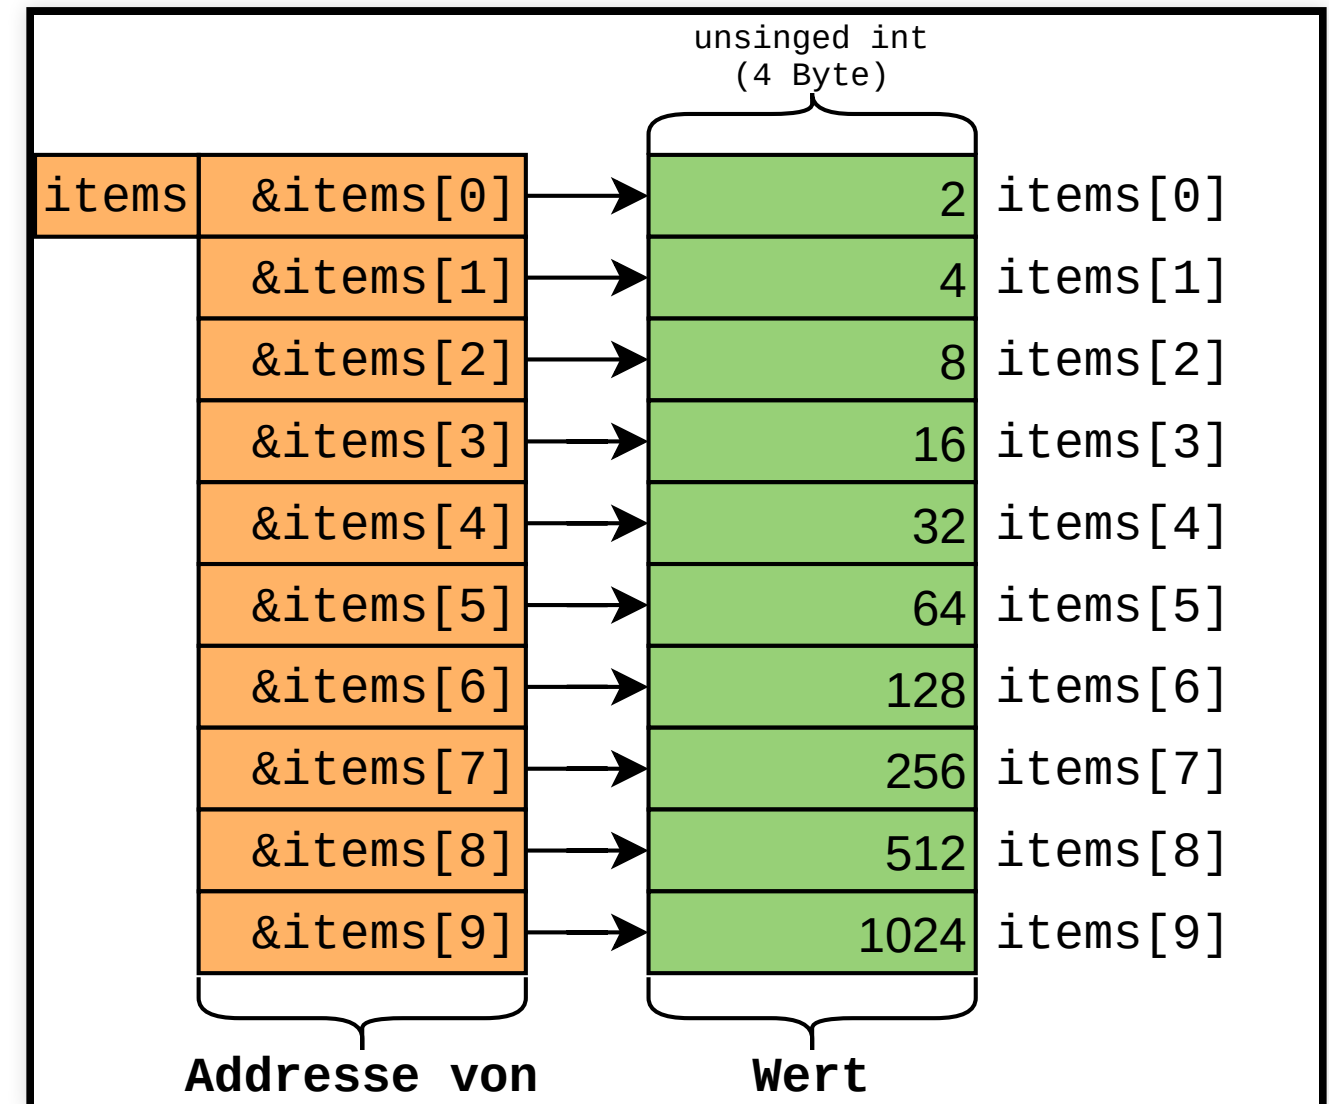 unsinged int
(4 Byte)
items &items[0] 2 items[0]
&items[1] 4 items[1]
&items[2] 8 items[2]
&items[3] 16 items[3]
&items[4] 32 items[4]
&items[5] 64 items[5]
&items[6] 128 items[6]
&items[7] 256 items[7]
&items[8] 512 items[8]
&items[9] 1024 items[9]
Addresse von Wert